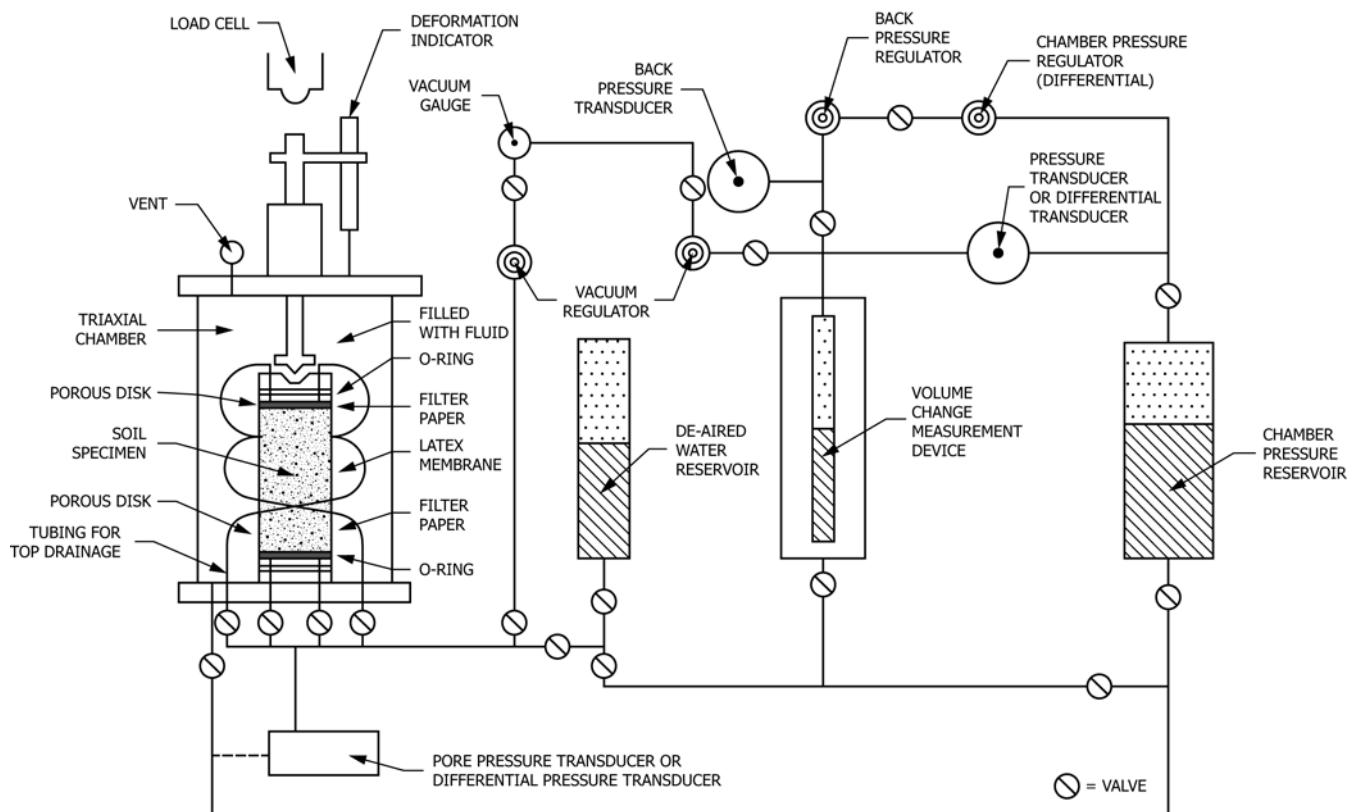 LOAD CELL
DEFORMATION
INDICATOR
VACUUM
GAUGE
BACK
PRESSURE
TRANSDUCER
BACK
PRESSURE
REGULATOR
CHAMBER PRESSURE
REGULATOR
(DIFFERENTIAL)
PRESSURE
TRANSDUCER
OR DIFFERENTIAL
TRANSDUCER
VENT
TRIAXIAL
CHAMBER
FILLED
WITH FLUID
VACUUM
REGULATOR
O-RING
POROUS DISK
FILTER
PAPER
SOIL
SPECIMEN
LATEX
MEMBRANE
DE-AIRED
WATER
RESERVOIR
VOLUME
CHANGE
MEASUREMENT
DEVICE
CHAMBER
PRESSURE
RESERVOIR
POROUS DISK
FILTER
PAPER
TUBING FOR
TOP DRAINAGE
O-RING
PORE PRESSURE TRANSDUCER OR
DIFFERENTIAL PRESSURE TRANSDUCER
= VALVE